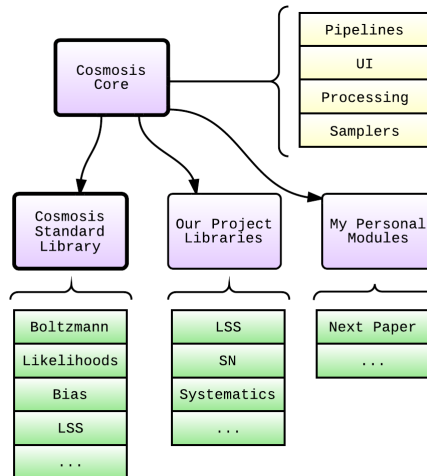 Cosmosis
Core
Pipelines
UI
Processing
Samplers
Cosmosis
Standard
Library
Our Project
Libraries
My Personal
Modules
Boltzmann
Likelihoods
Bias
LSS
...
LSS
SN
Systematics
...
Next Paper
...